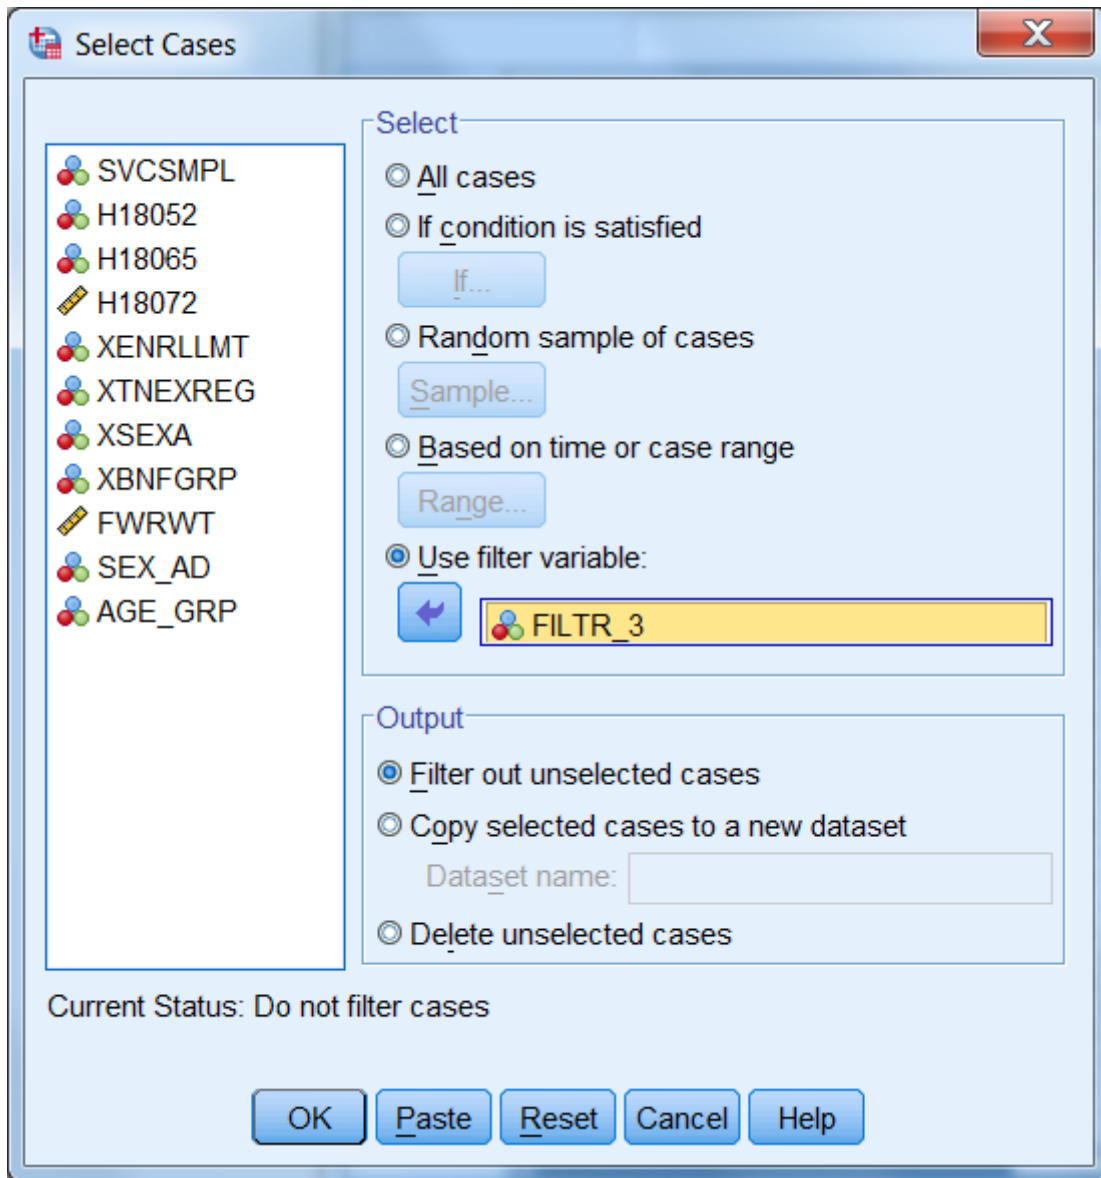 Select Cases
X
SVCSMPL
H18052
H18065
H18072
XENRLLMT
XTNEXREG
XSEXA
XBNFGRP
FWRWT
SEX_AD
AGE_GRP
Select
All cases
If condition is satisfied
If...
Random sample of cases
Sample...
Based on time or case range
Range...
Use filter variable:
FILTR_3
Output
Filter out unselected cases
Copy selected cases to a new dataset
Dataset name:
Delete unselected cases
Current Status: Do not filter cases
OK Paste Reset Cancel Help